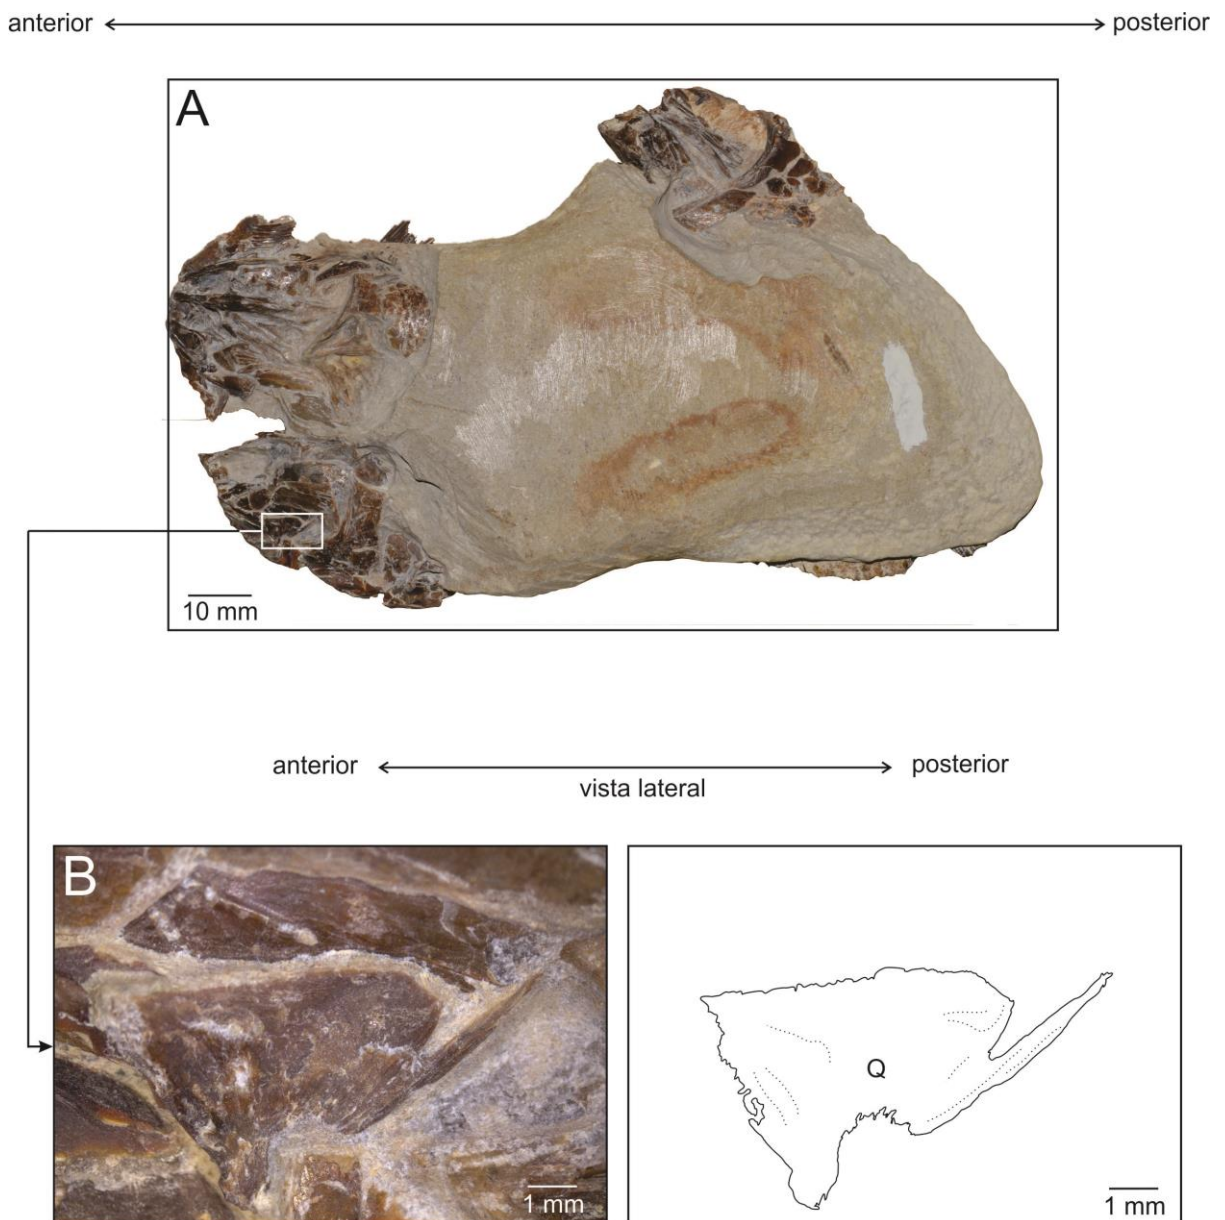 anterior posterior
A
10 mm
anterior posterior
vista lateral
B
Q
1 mm 1 mm